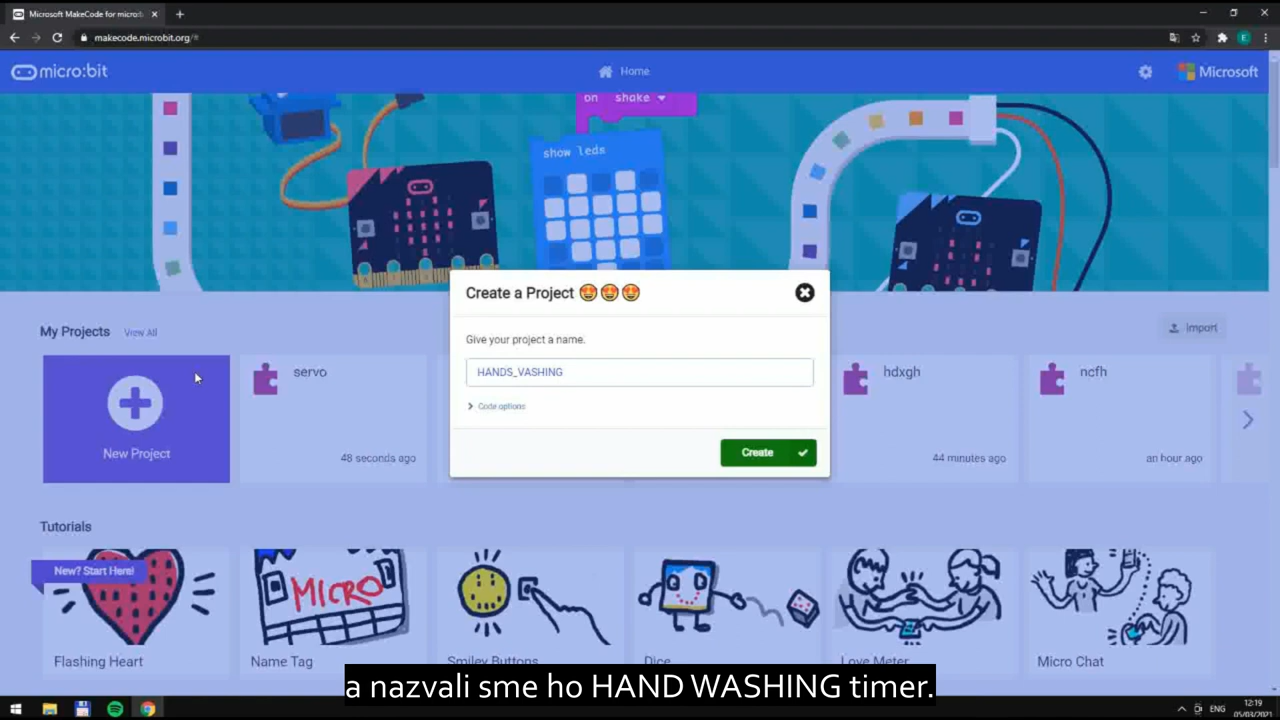 Microsoft MakeCode for micro:b
makecode.microbit.org/#
micro:bit
Home
Microsoft
on shake
show leds
Create a Project 😍😍😍
Give your project a name.
HANDS_VASHING
Code options
Create
My Projects View All
Import
New Project
servo
48 seconds ago
hdxgh
44 minutes ago
ncfh
an hour ago
Tutorials
New? Start Here!
MICRO
Flashing Heart
Name Tag
Smiley Buttons
Dice
Love Meter
Micro Chat
a nazvali sme ho HAND WASHING timer.
ENG
12:19
05/03/2021